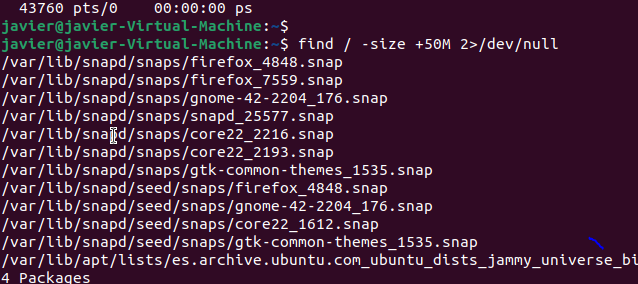 43760 pts/0    00:00:00 ps
javier@javier-Virtual-Machine:~$
javier@javier-Virtual-Machine:~$ find / -size +50M 2>/dev/null
/var/lib/snapd/snaps/firefox_4848.snap
/var/lib/snapd/snaps/firefox_7559.snap
/var/lib/snapd/snaps/gnome-42-2204_176.snap
/var/lib/snapd/snaps/snapd_25577.snap
/var/lib/snapd/snaps/core22_2216.snap
/var/lib/snapd/snaps/core22_2193.snap
/var/lib/snapd/snaps/gtk-common-themes_1535.snap
/var/lib/snapd/seed/snaps/firefox_4848.snap
/var/lib/snapd/seed/snaps/gnome-42-2204_176.snap
/var/lib/snapd/seed/snaps/core22_1612.snap
/var/lib/snapd/seed/snaps/gtk-common-themes_1535.snap
/var/lib/apt/lists/es.archive.ubuntu.com_ubuntu_dists_jammy_universe_bi
4 Packages